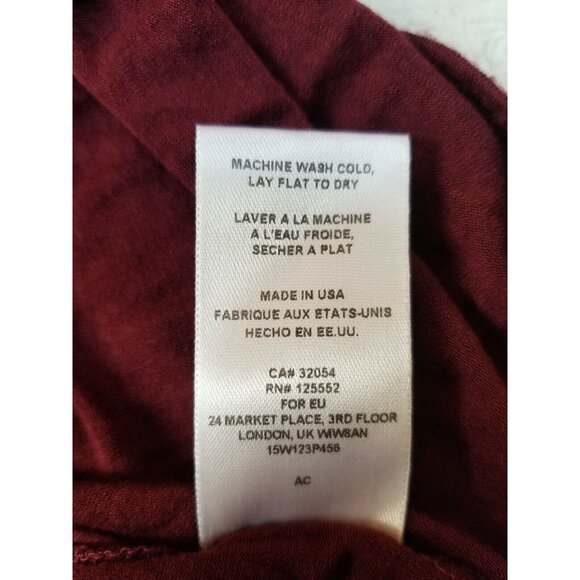 MACHINE WASH COLD,
LAY FLAT TO DRY
LAVER A LA MACHINE
A L'EAU FROIDE,
SECHER A PLAT
MADE IN USA
FABRIQUE AUX ETATS-UNIS
HECHO EN EE.UU.
CA# 32054
RN# 125552
FOR EU
24 MARKET PLACE, 3RD FLOOR
LONDON, UK WIW8AN
15W123P456
AC